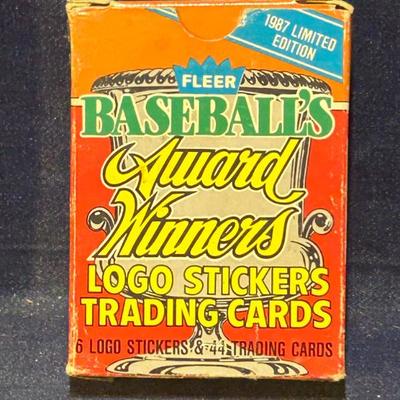 1987 LIMITED
EDITION
FLEER
BASEBALL'S
Award
Winners
LOGO STICKERS
TRADING CARDS
6 LOGO STICKERS & 44 TRADING CARDS